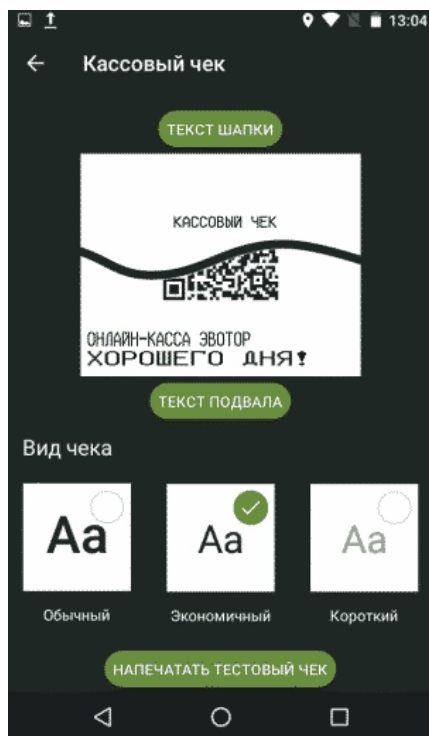 13:04
Кассовый чек
ТЕКСТ ШАПКИ
КАССОВЫЙ ЧЕК
ОНЛАЙН-КАССА ЭВОТОР
ХОРОШЕГО ДНЯ!
ТЕКСТ ПОДВАЛА
Вид чека
Aa Aa Aa
Обычный Экономичный Короткий
НАПЕЧАТАТЬ ТЕСТОВЫЙ ЧЕК